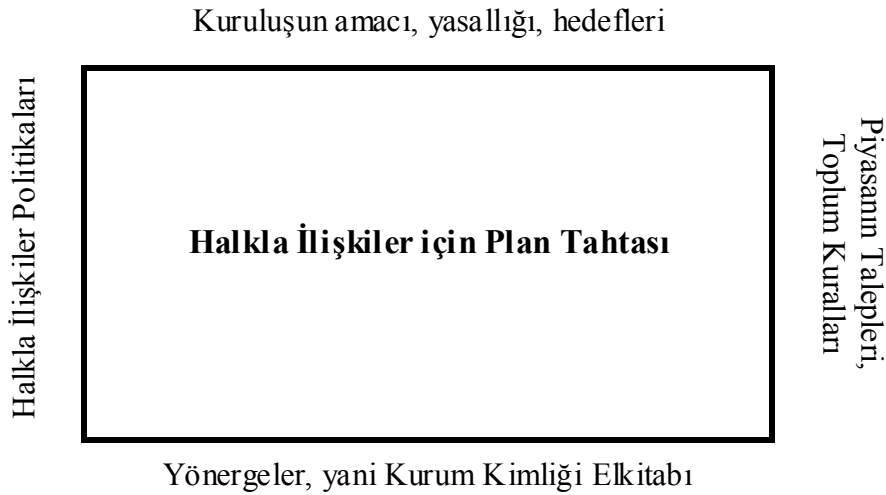 Kuruluşun amacı, yasallığı, hedefleri
Halkla İlişkiler Politikaları
Halkla İlişkiler için Plan Tahtası
Piyasanın Talepleri,
Toplum Kuralları
Yönergeler, yani Kurum Kimliği Elkitabı